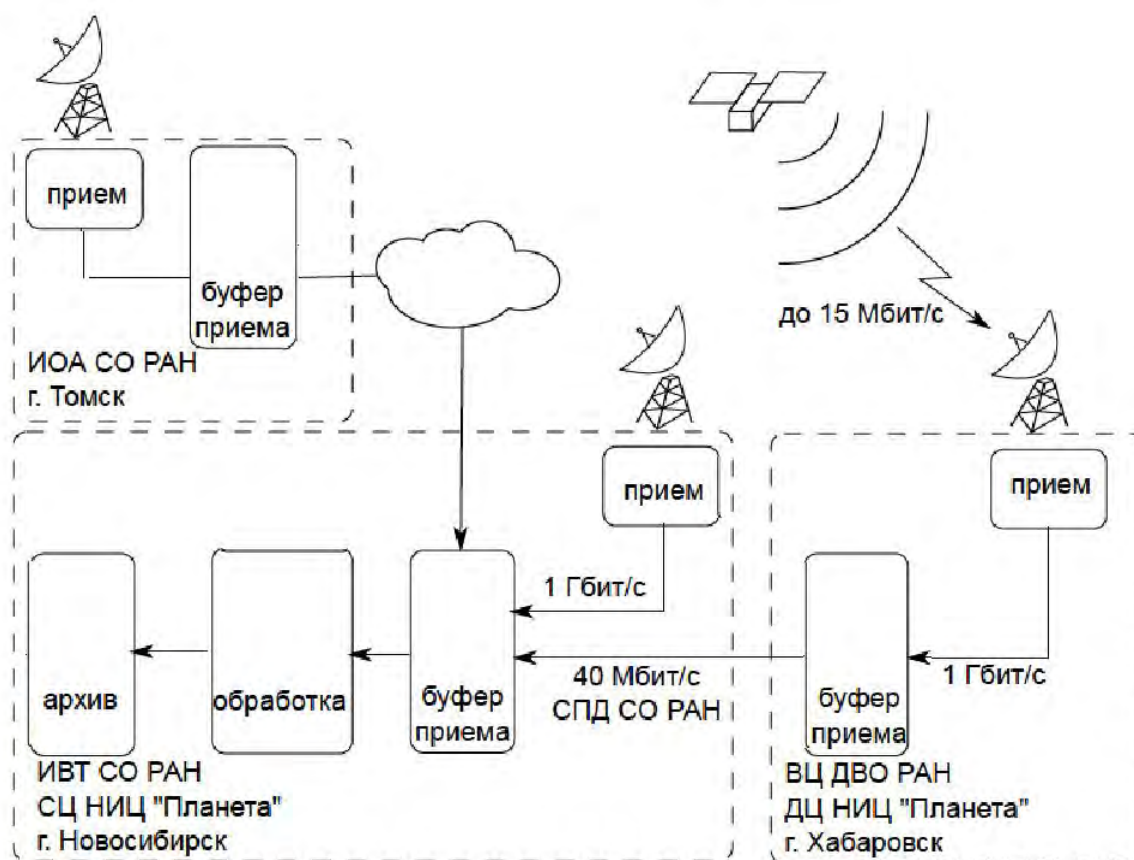 прием
буфер
приема
ИОА СО РАН
г. Томск
до 15 Мбит/с
прием
1 Гбит/с
40 Мбит/с
СПД СО РАН
архив
обработка
буфер
приема
ИВТ СО РАН
СЦ НИЦ "Планета"
г. Новосибирск
прием
1 Гбит/с
буфер
приема
ВЦ ДВО РАН
ДЦ НИЦ "Планета"
г. Хабаровск